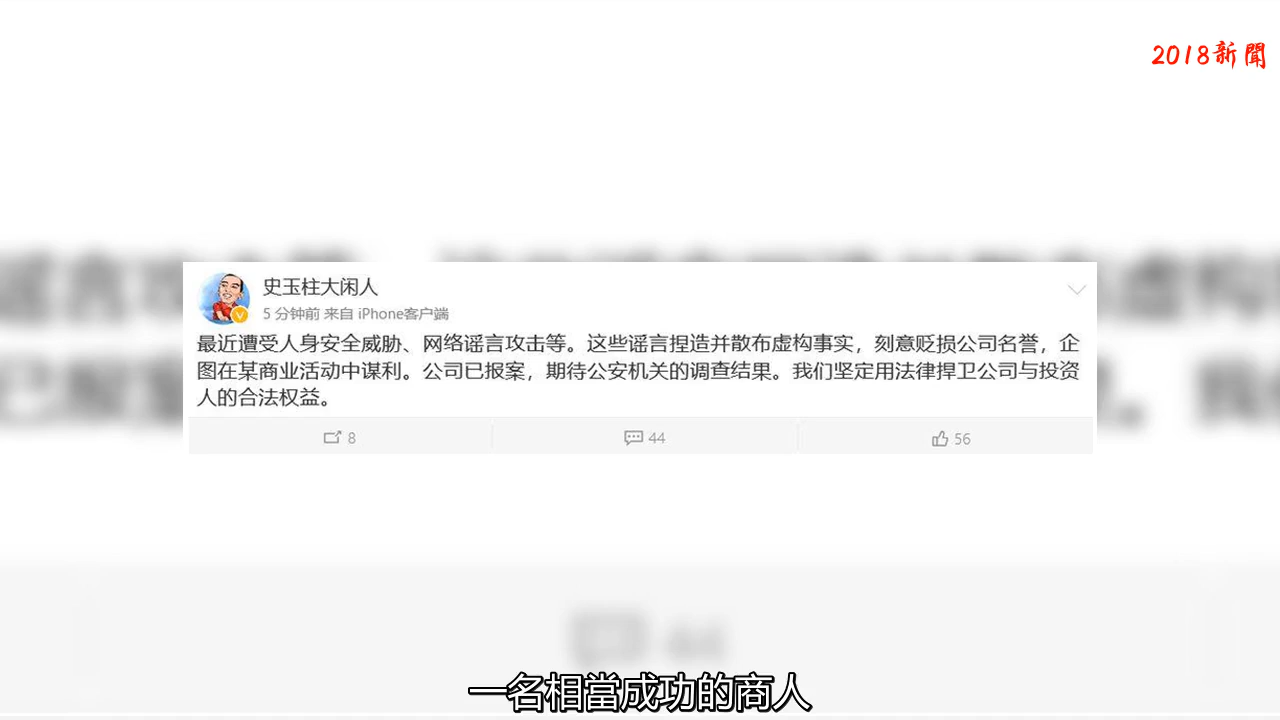 2018新聞
史玉柱大闲人
5 分钟前 来自 iPhone客户端
最近遭受人身安全威胁、网络谣言攻击等。这些谣言捏造并散布虚构事实，刻意贬损公司名誉，企
图在某商业活动中谋利。公司已报案，期待公安机关的调查结果。我们坚定用法律捍卫公司与投资
人的合法权益。
8
44
56
一名相當成功的商人